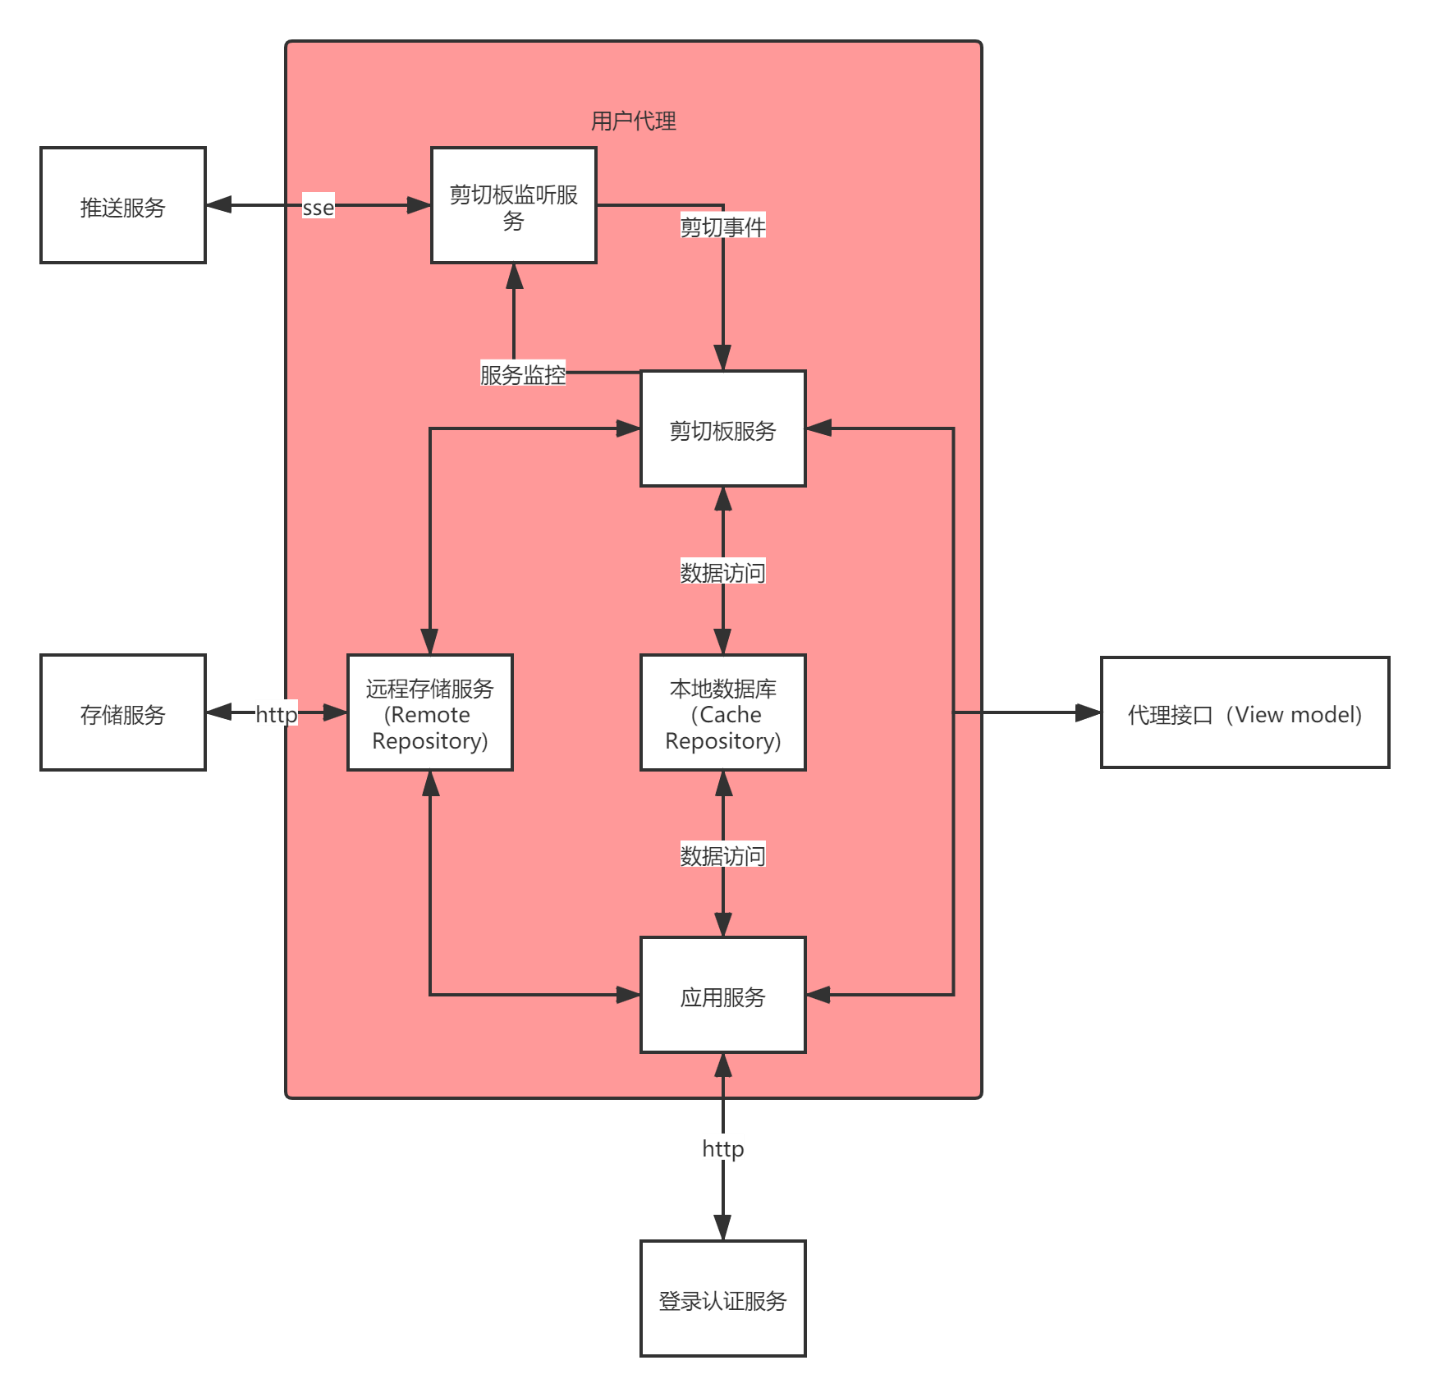 用户代理
推送服务
sse
剪切板监听服
务
剪切事件
服务监控
剪切板服务
数据访问
存储服务
http
远程存储服务
(Remote
Repository)
本地数据库
（Cache
Repository)
代理接口（View model)
数据访问
应用服务
http
登录认证服务